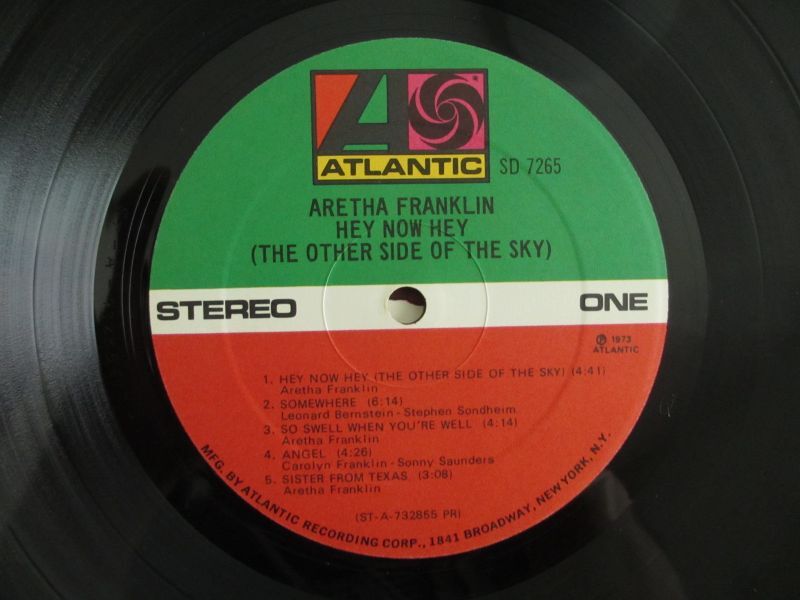 ATLANTIC SD 7265
ARETHA FRANKLIN
HEY NOW HEY
(THE OTHER SIDE OF THE SKY)
STEREO ONE
℗ 1973
ATLANTIC
1. HEY NOW HEY (THE OTHER SIDE OF THE SKY) (4:41)
Aretha Franklin
2. SOMEWHERE (6:14)
Leonard Bernstein - Stephen Sondheim
3. SO SWELL WHEN YOU'RE WELL (4:14)
Aretha Franklin
4. ANGEL (4:26)
Carolyn Franklin - Sonny Saunders
5. SISTER FROM TEXAS (3:08)
Aretha Franklin
(ST-A-732855 PR)
MFG. BY ATLANTIC RECORDING CORP., 1841 BROADWAY, NEW YORK, N.Y.